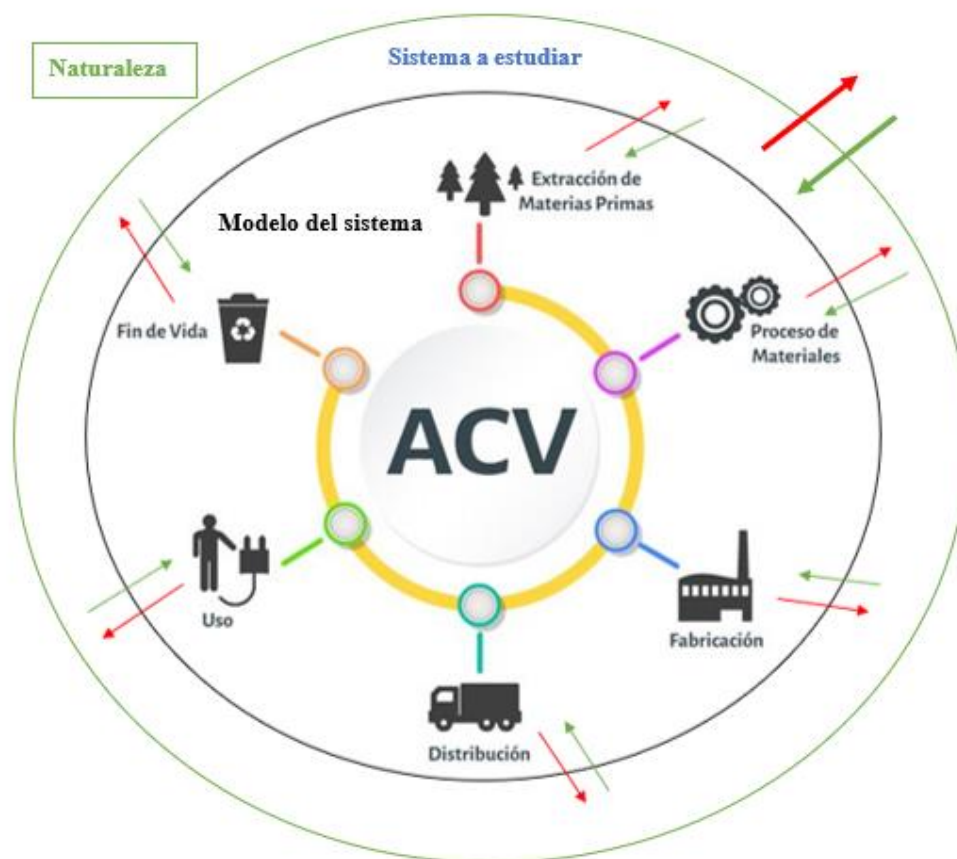 Naturaleza
Sistema a estudiar
Modelo del sistema
Extracción de
Materias Primas
Proceso de
Materiales
Fabricación
Distribución
Uso
Fin de Vida
ACV